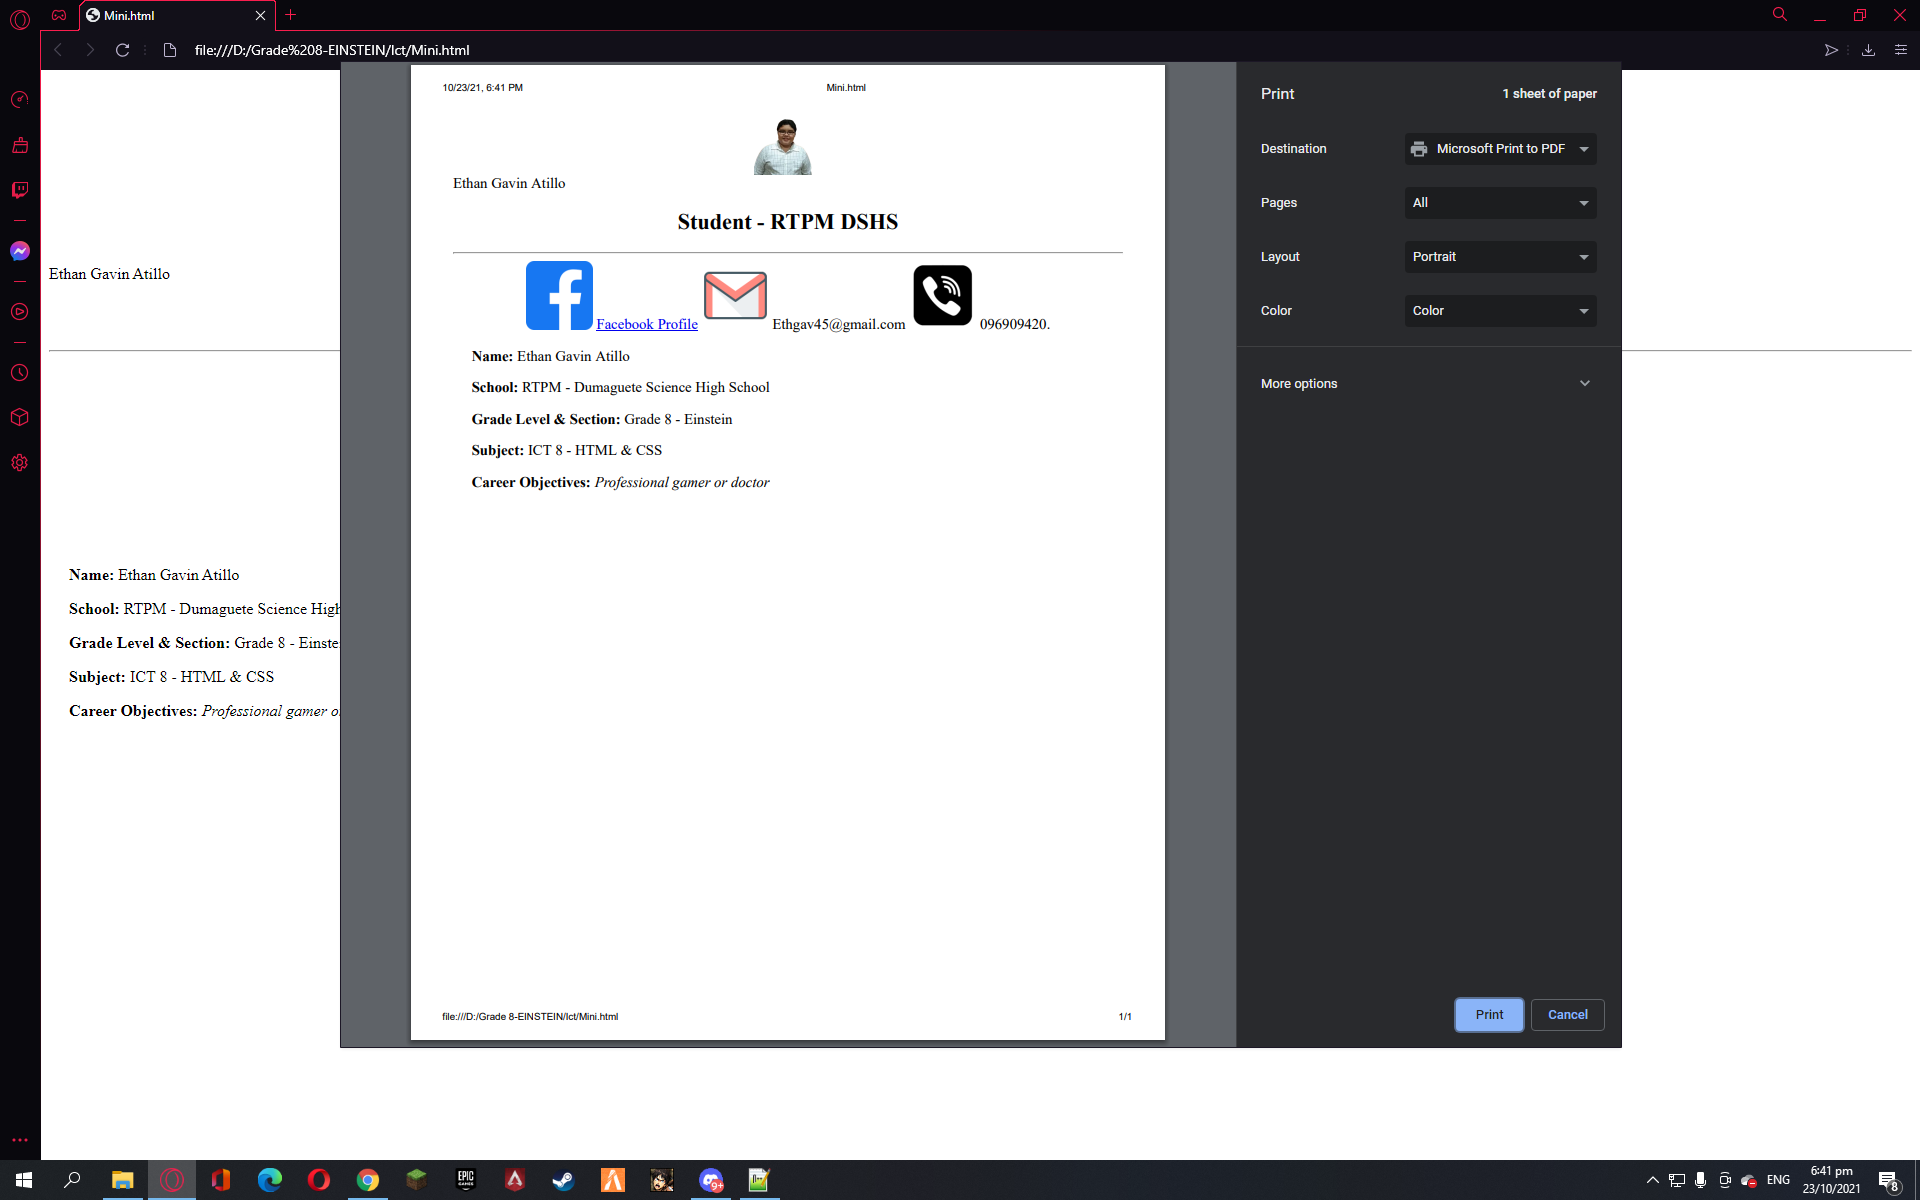 Mini.html
file:///D:/Grade%208-EINSTEIN/Ict/Mini.html
Ethan Gavin Atillo
Name: Ethan Gavin Atillo
School: RTPM - Dumaguete Science High
Grade Level & Section: Grade 8 - Einste
Subject: ICT 8 - HTML & CSS
Career Objectives: Professional gamer o
10/23/21, 6:41 PM
Mini.html
Ethan Gavin Atillo
Student - RTPM DSHS
Facebook Profile Ethgav45@gmail.com 096909420.
Name: Ethan Gavin Atillo
School: RTPM - Dumaguete Science High School
Grade Level & Section: Grade 8 - Einstein
Subject: ICT 8 - HTML & CSS
Career Objectives: Professional gamer or doctor
file:///D:/Grade 8-EINSTEIN/Ict/Mini.html
1/1
Print
1 sheet of paper
Destination
Microsoft Print to PDF
Pages
All
Layout
Portrait
Color
Color
More options
Print
Cancel
EPIC
GAMES
9+
ENG
6:41 pm
23/10/2021
8